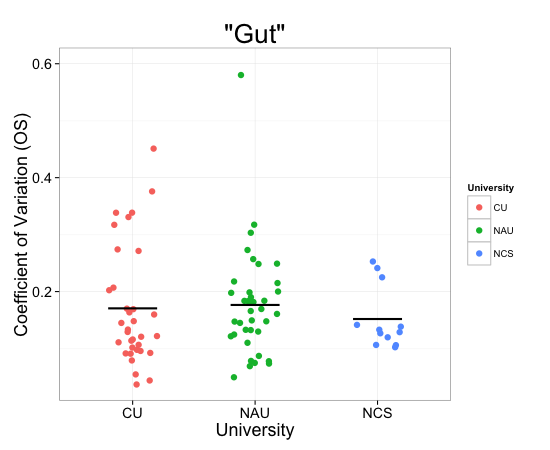 "Gut"
Coefficient of Variation (OS)
0.6
0.4
0.2
CU
NAU
NCS
University
University
CU
NAU
NCS